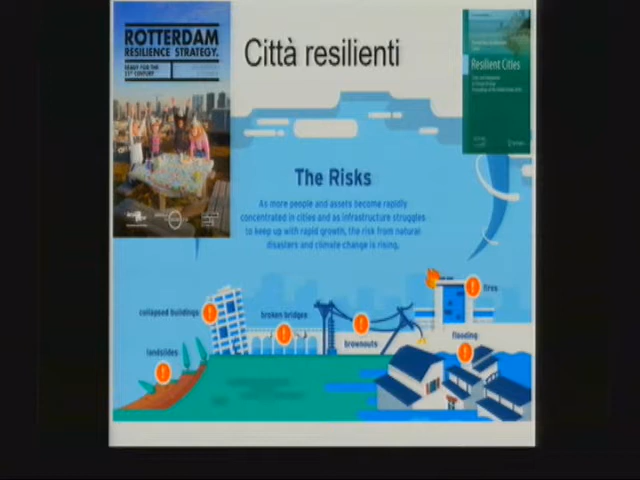 ROTTERDAM
RESILIENCE STRATEGY.
READY FOR THE
21ST CENTURY
Città resilienti
Resilient Cities
The Risks
As more people and assets become rapidly
concentrated in cities and as infrastructure struggles
to keep up with rapid growth, the risk from natural
disasters and climate change is rising.
collapsed buildings
broken bridges
fires
landslides
brownouts
flooding